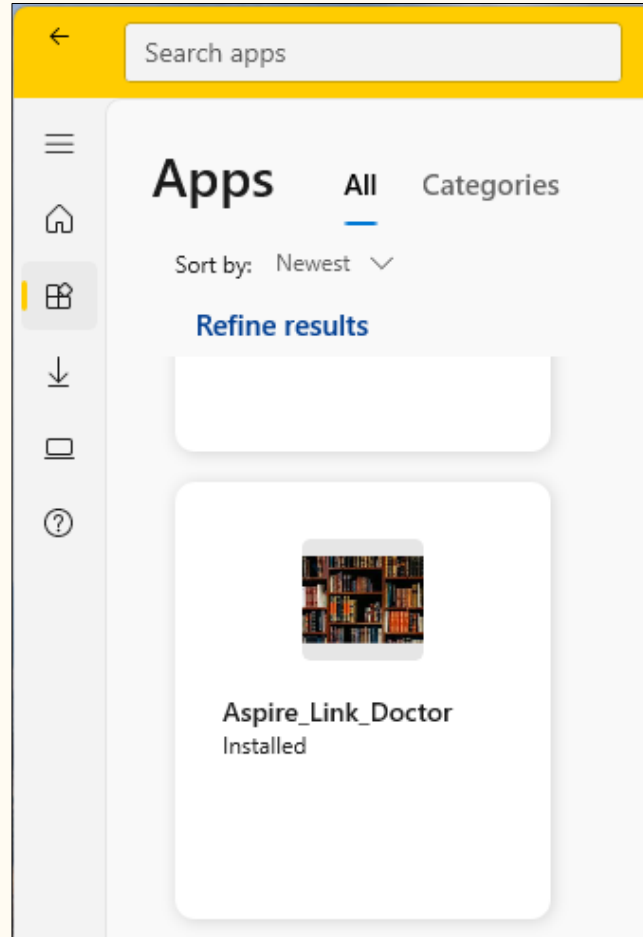 Search apps
Apps All Categories
Sort by: Newest
Refine results
Aspire_Link_Doctor
Installed